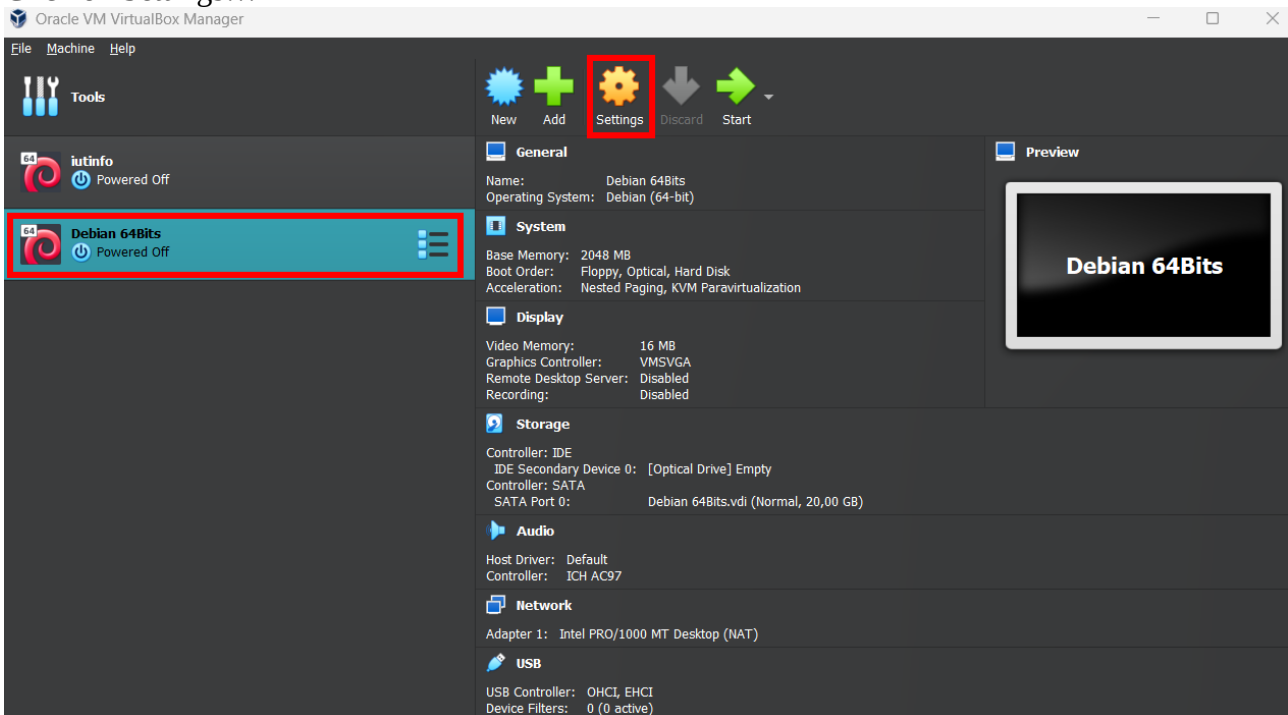 Click on Settings...
Oracle VM VirtualBox Manager
File Machine Help
Tools
New Add Settings Discard Start
64
iutinfo
Powered Off
64
Debian 64Bits
Powered Off
General
Name: Debian 64Bits
Operating System: Debian (64-bit)
System
Base Memory: 2048 MB
Boot Order: Floppy, Optical, Hard Disk
Acceleration: Nested Paging, KVM Paravirtualization
Display
Video Memory: 16 MB
Graphics Controller: VMSVGA
Remote Desktop Server: Disabled
Recording: Disabled
Storage
Controller: IDE
IDE Secondary Device 0: [Optical Drive] Empty
Controller: SATA
SATA Port 0: Debian 64Bits.vdi (Normal, 20,00 GB)
Audio
Host Driver: Default
Controller: ICH AC97
Network
Adapter 1: Intel PRO/1000 MT Desktop (NAT)
USB
USB Controller: OHCI, EHCI
Device Filters: 0 (0 active)
Preview
Debian 64Bits